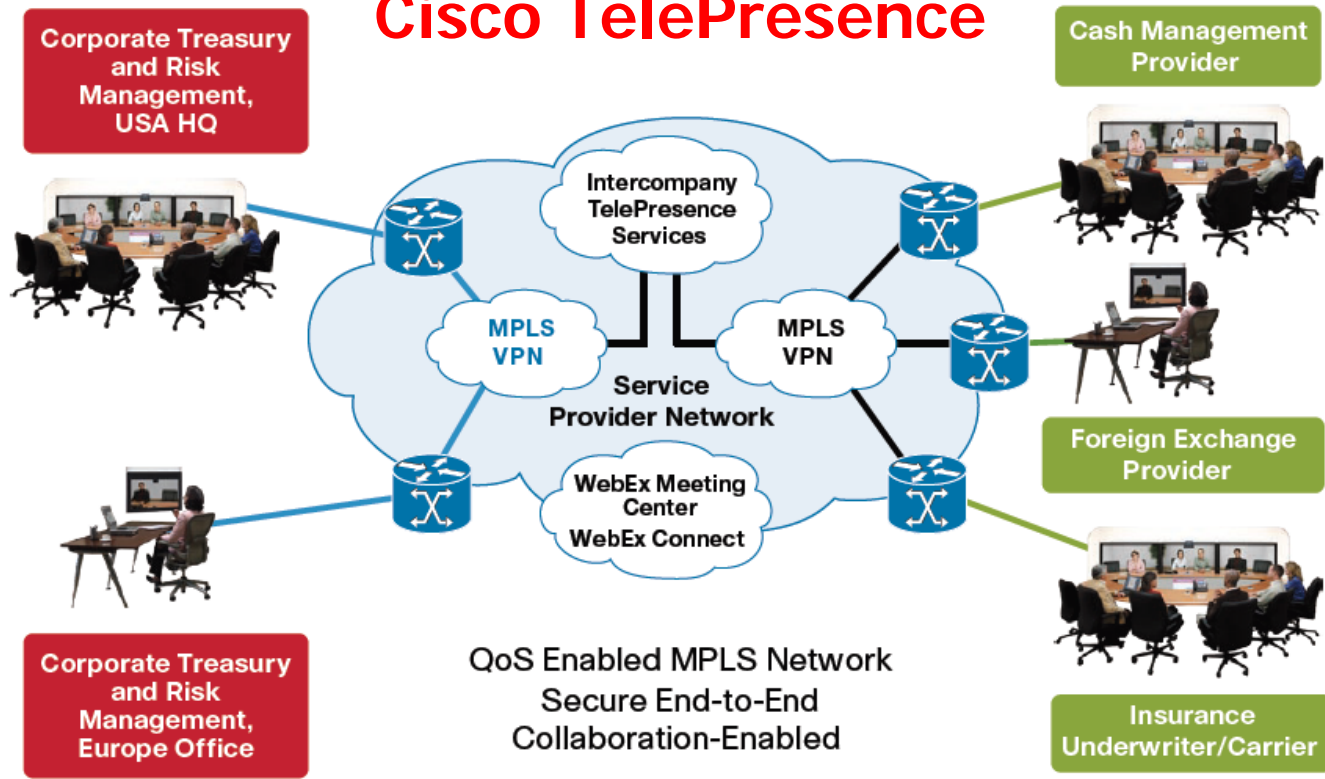 Cisco TelePresence
Corporate Treasury
and Risk
Management,
USA HQ
Cash Management
Provider
Intercompany
TelePresence
Services
MPLS
VPN
MPLS
VPN
Service
Provider Network
WebEx Meeting
Center
WebEx Connect
Foreign Exchange
Provider
Corporate Treasury
and Risk
Management,
Europe Office
QoS Enabled MPLS Network
Secure End-to-End
Collaboration-Enabled
Insurance
Underwriter/Carrier